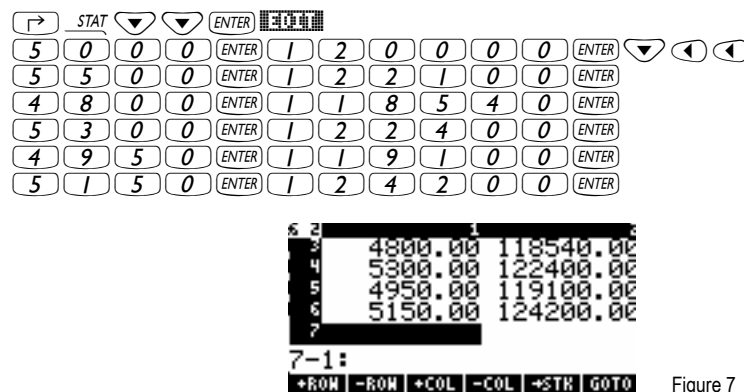 STAT ENTER EDIT
5 0 0 0 ENTER 1 2 0 0 0 0 ENTER
5 5 0 0 ENTER 1 2 2 1 0 0 ENTER
4 8 0 0 ENTER 1 1 8 5 4 0 ENTER
5 3 0 0 ENTER 1 2 2 4 0 0 ENTER
4 9 5 0 ENTER 1 1 9 1 0 0 ENTER
5 1 5 0 ENTER 1 2 4 2 0 0 ENTER
6 2 1
3 4800.00 118540.00
4 5300.00 122400.00
5 4950.00 119100.00
6 5150.00 124200.00
7
7-1:
+ROW -ROW +COL -COL →STK GOTO
Figure 7